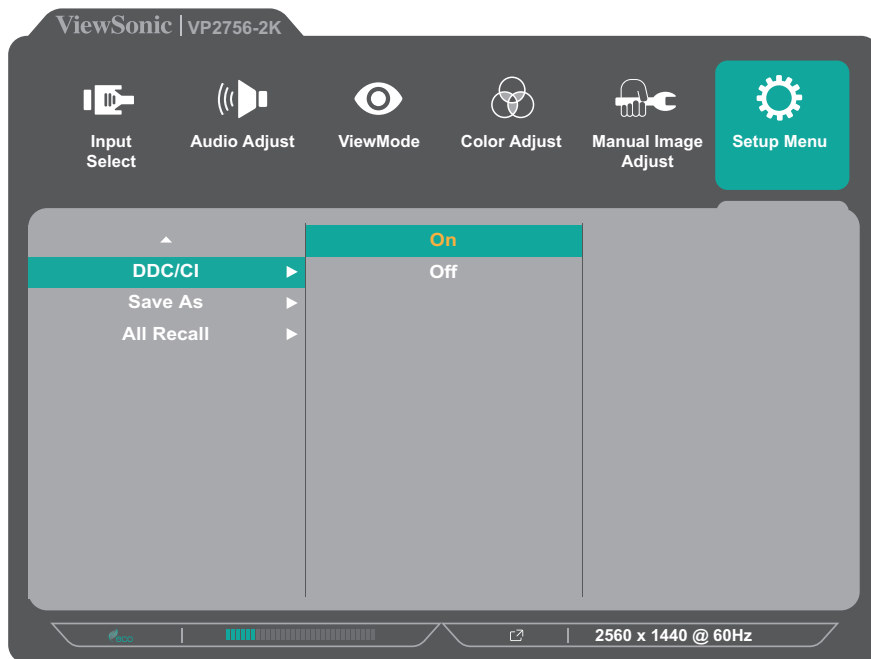 ViewSonic | VP2756-2K
Input Select
Audio Adjust
ViewMode
Color Adjust
Manual Image Adjust
Setup Menu
On
DDC/CI
Off
Save As
All Recall
eco
2560 x 1440 @ 60Hz